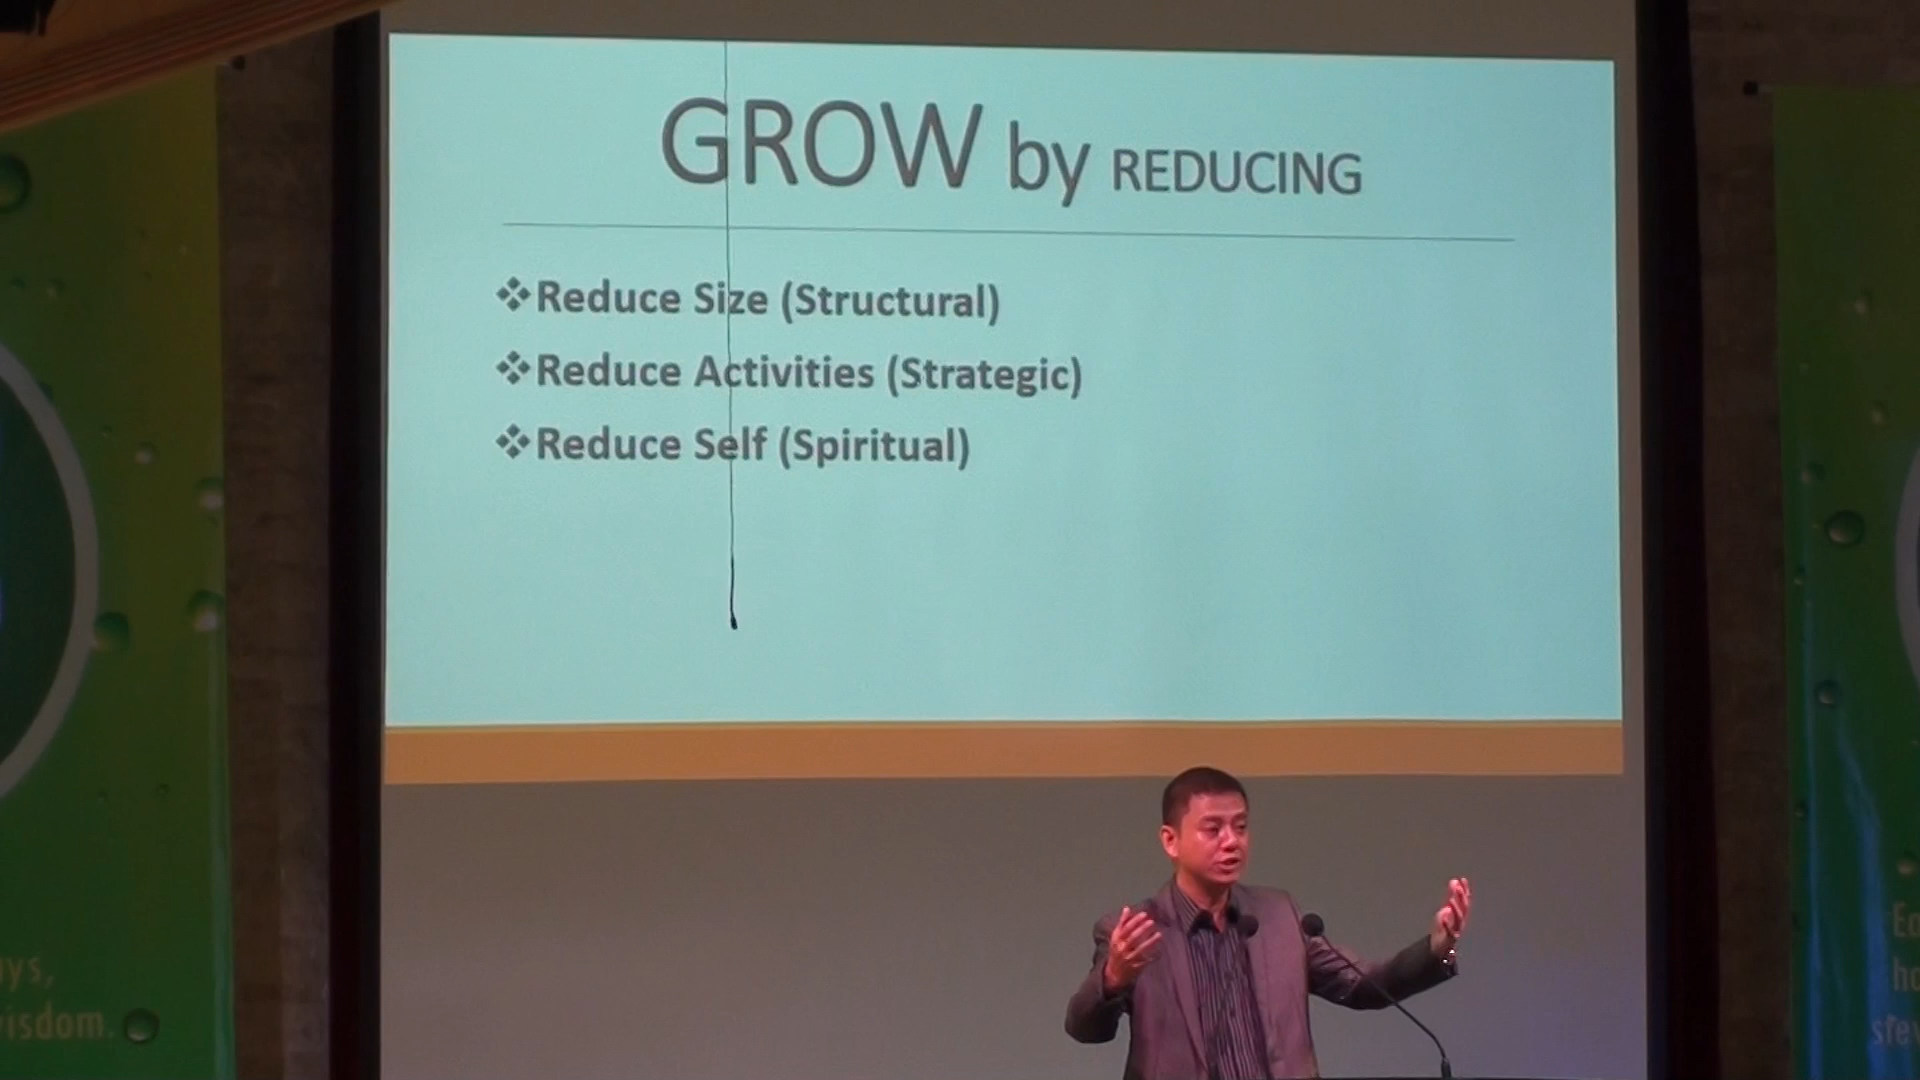 GROW by REDUCING
❖Reduce Size (Structural)
❖Reduce Activities (Strategic)
❖Reduce Self (Spiritual)